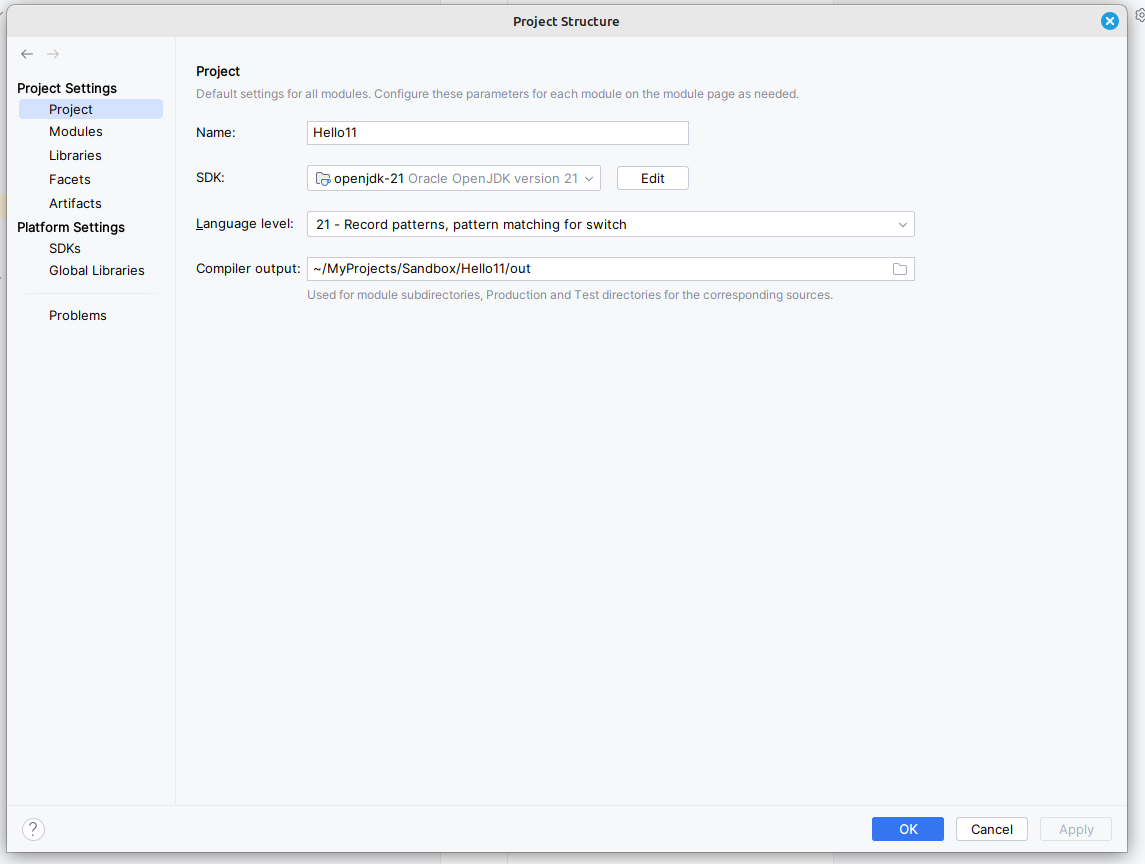 Project Structure
Project Settings
Project
Modules
Libraries
Facets
Artifacts
Platform Settings
SDKs
Global Libraries
Problems
Project
Default settings for all modules. Configure these parameters for each module on the module page as needed.
Name: Hello11
SDK: openjdk-21 Oracle OpenJDK version 21 Edit
Language level: 21 - Record patterns, pattern matching for switch
Compiler output: ~/MyProjects/Sandbox/Hello11/out
Used for module subdirectories, Production and Test directories for the corresponding sources.
? OK Cancel Apply